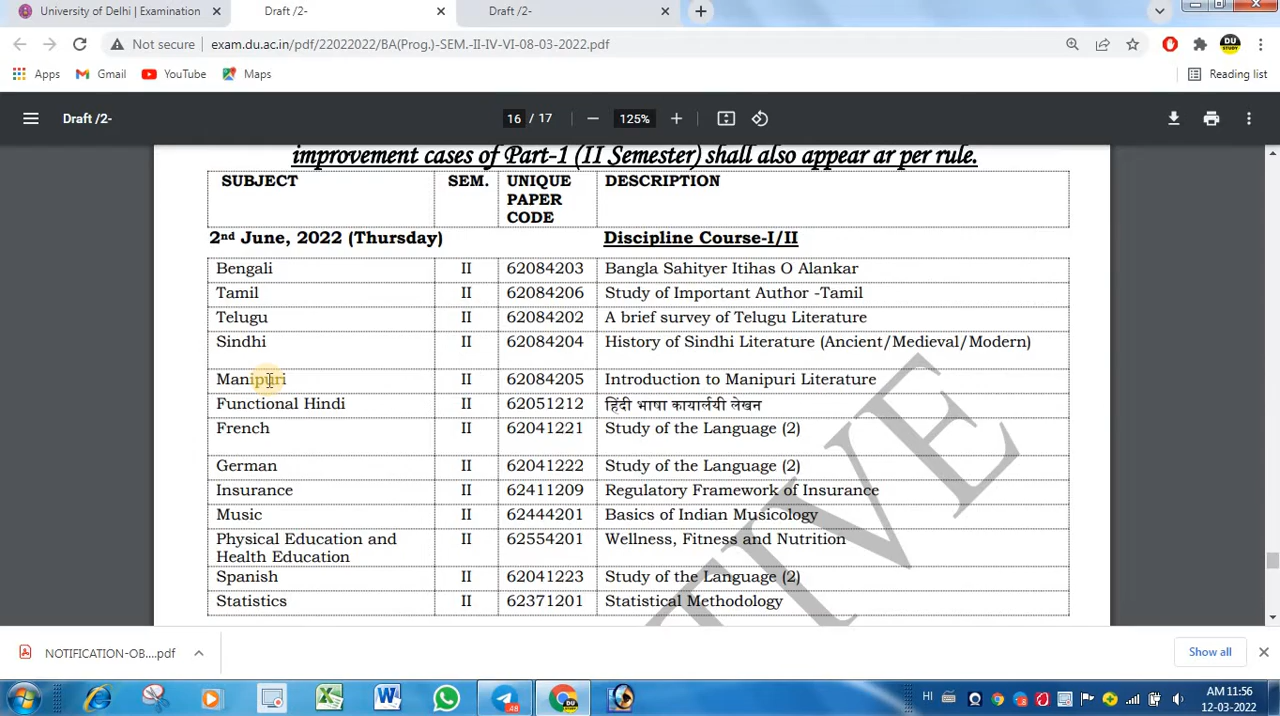 University of Delhi | Examination
Draft /2-
Draft /2-
Not secure exam.du.ac.in/pdf/22022022/BA(Prog.)-SEM.-II-IV-VI-08-03-2022.pdf
DU STUDY
Apps Gmail YouTube Maps Reading list
Draft /2- 16 / 17 125%
improvement cases of Part-1 (II Semester) shall also appear ar per rule.
SUBJECT SEM. UNIQUE PAPER CODE DESCRIPTION
2nd June, 2022 (Thursday) Discipline Course-I/II
Bengali II 62084203 Bangla Sahityer Itihas O Alankar
Tamil II 62084206 Study of Important Author -Tamil
Telugu II 62084202 A brief survey of Telugu Literature
Sindhi II 62084204 History of Sindhi Literature (Ancient/Medieval/Modern)
Manipuri II 62084205 Introduction to Manipuri Literature
Functional Hindi II 62051212 हिंदी भाषा कायार्लयी लेखन
French II 62041221 Study of the Language (2)
German II 62041222 Study of the Language (2)
Insurance II 62411209 Regulatory Framework of Insurance
Music II 62444201 Basics of Indian Musicology
Physical Education and Health Education II 62554201 Wellness, Fitness and Nutrition
Spanish II 62041223 Study of the Language (2)
Statistics II 62371201 Statistical Methodology
TIVE
NOTIFICATION-OB....pdf Show all
48
HI
AM 11:56
12-03-2022